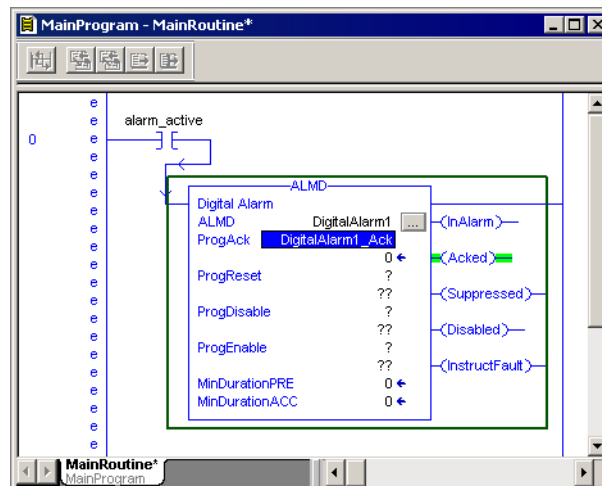 MainProgram - MainRoutine*
e
e
alarm_active
0
e
e
e
e
ALMD
e
Digital Alarm
e
ALMD DigitalAlarm1 ... InAlarm
e
ProgAck DigitalAlarm1_Ack
e
0 Acked
e
ProgReset ?
e
?? Suppressed
e
ProgDisable ?
e
?? Disabled
e
ProgEnable ?
e
?? InstructFault
e
MinDurationPRE 0
e
MinDurationACC 0
e
e
e
e
MainRoutine*
MainProgram